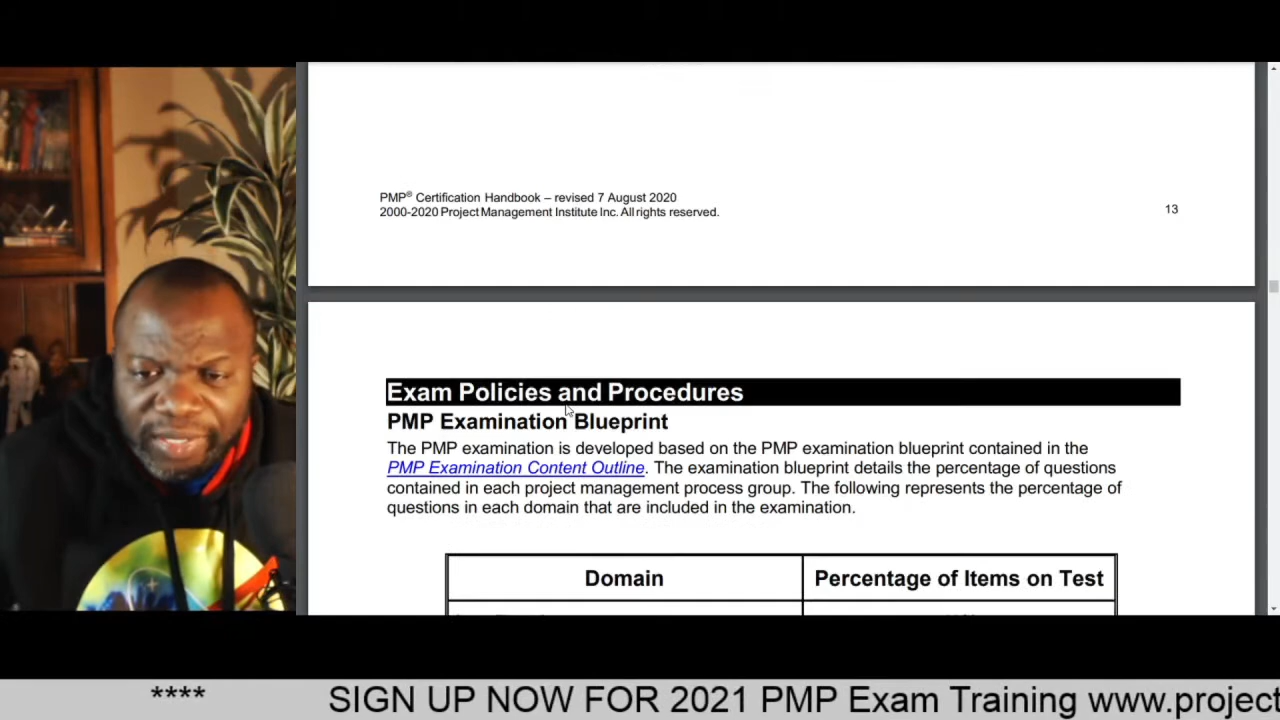 PMP® Certification Handbook – revised 7 August 2020
2000-2020 Project Management Institute Inc. All rights reserved.
13
Exam Policies and Procedures
PMP Examination Blueprint
The PMP examination is developed based on the PMP examination blueprint contained in the
PMP Examination Content Outline. The examination blueprint details the percentage of questions
contained in each project management process group. The following represents the percentage of
questions in each domain that are included in the examination.
Domain
Percentage of Items on Test
**** SIGN UP NOW FOR 2021 PMP Exam Training www.project